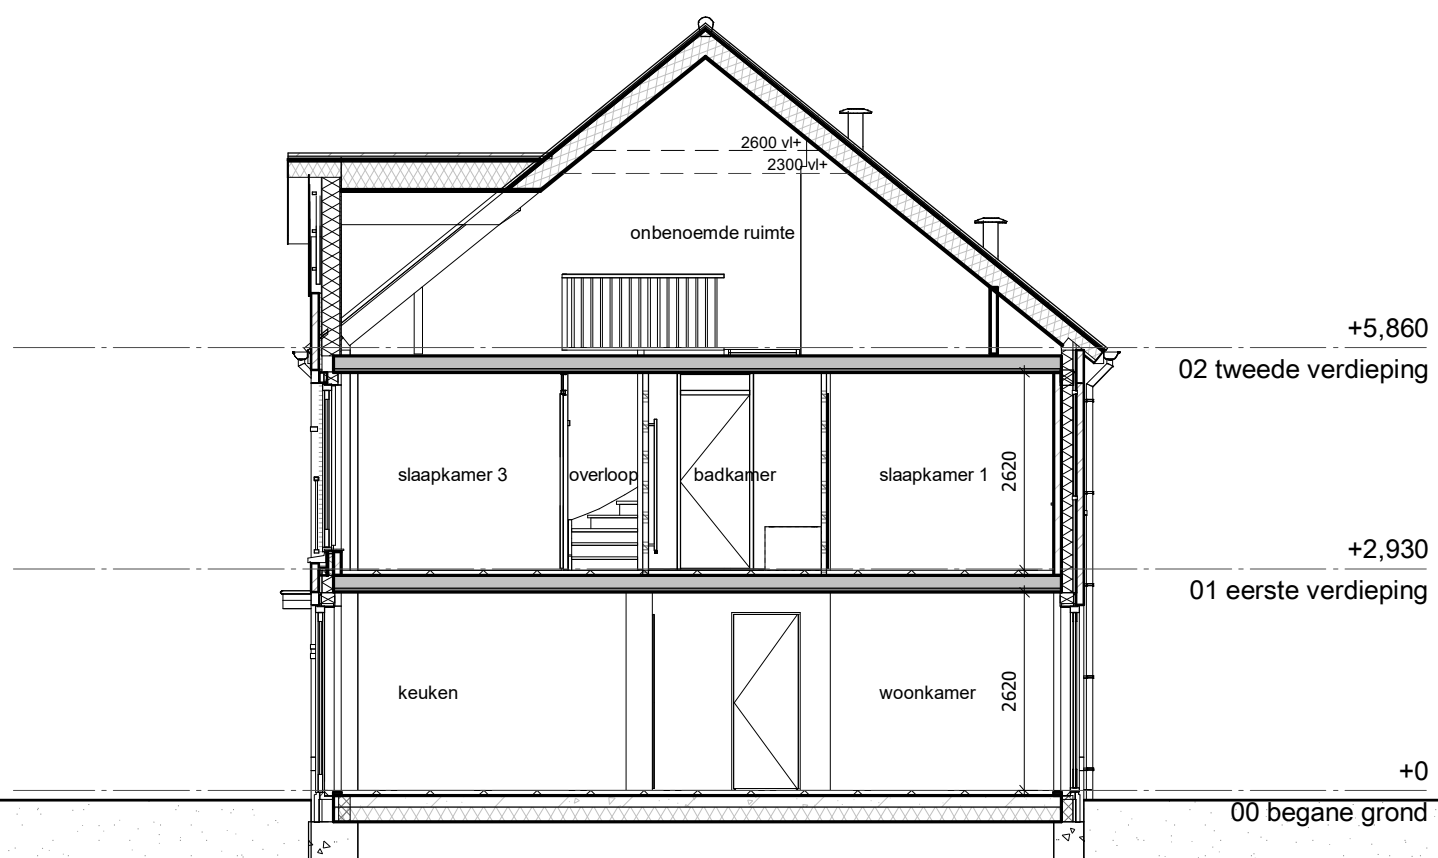 2600 vl+
2300 vl+
onbenoemde ruimte
+5,860
02 tweede verdieping
slaapkamer 3
overloop
badkamer
slaapkamer 1
2620
+2,930
01 eerste verdieping
keuken
woonkamer
2620
+0
00 begane grond